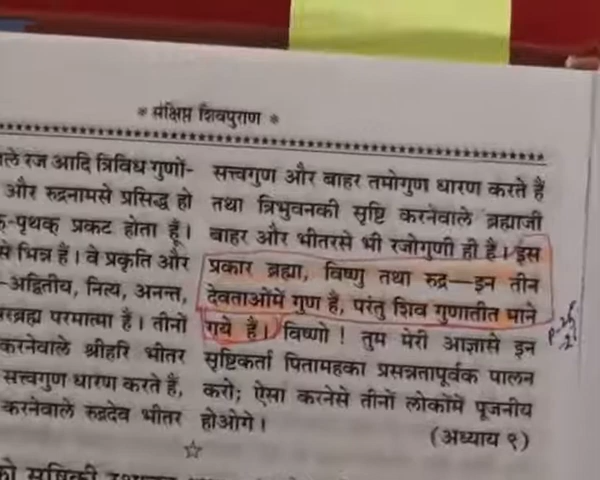 * संक्षिप्त शिवपुराण *
रज आदि त्रिविध गुणों-
और रुद्रनामसे प्रसिद्ध हो
पृथक् प्रकट होता हूँ।
से भिन्न हैं। वे प्रकृति और
-अद्वितीय, नित्य, अनन्त,
परमात्मा हैं। तीनों
करनेवाले श्रीहरि भीतर
सत्त्वगुण धारण करते हैं,
करनेवाले रुद्रदेव भीतर
सत्त्वगुण और बाहर तमोगुण धारण करते हैं
तथा त्रिभुवनकी सृष्टि करनेवाले ब्रह्माजी
बाहर और भीतरसे भी रजोगुणी ही हैं। इस
प्रकार ब्रह्मा, विष्णु तथा रुद्र—इन तीन
देवताओंमें गुण हैं, परंतु शिव गुणातीत माने
गये हैं। विष्णो! तुम मेरी आज्ञासे इन
सृष्टिकर्ता पितामहका प्रसन्नतापूर्वक पालन
करो; ऐसा करनेसे तीनों लोकोंमें पूजनीय
होओगे।
(अध्याय ९)